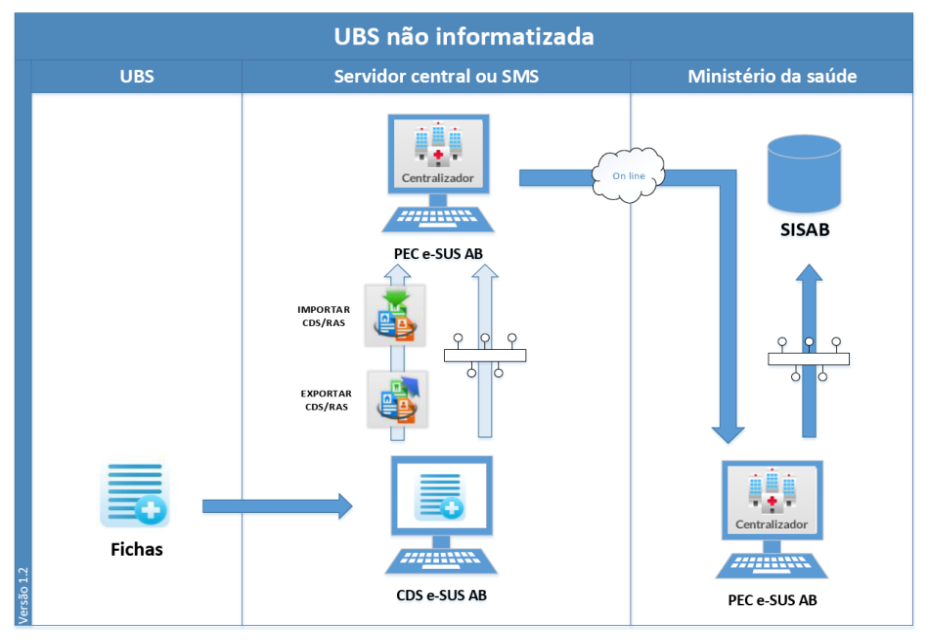 UBS não informatizada
UBS
Servidor central ou SMS
Ministério da saúde
Centralizador
PEC e-SUS AB
On line
SISAB
IMPORTAR
CDS/RAS
EXPORTAR
CDS/RAS
Fichas
CDS e-SUS AB
Centralizador
PEC e-SUS AB
Versão 1.2